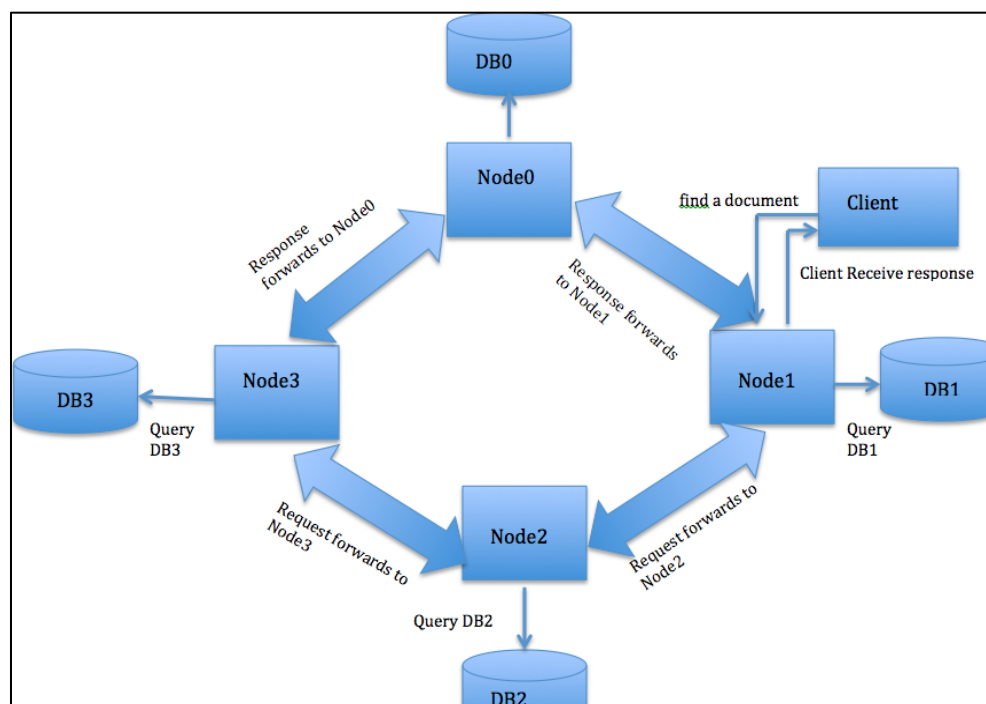 DB0
Node0
find a document
Client
Response
forwards to Node0
Response forwards
to Node1
Client Receive response
Node3
Node1
DB3
DB1
Query
DB3
Query
DB1
Request forwards to
Node3
Node2
Request forwards to
Node2
Query DB2
DB2